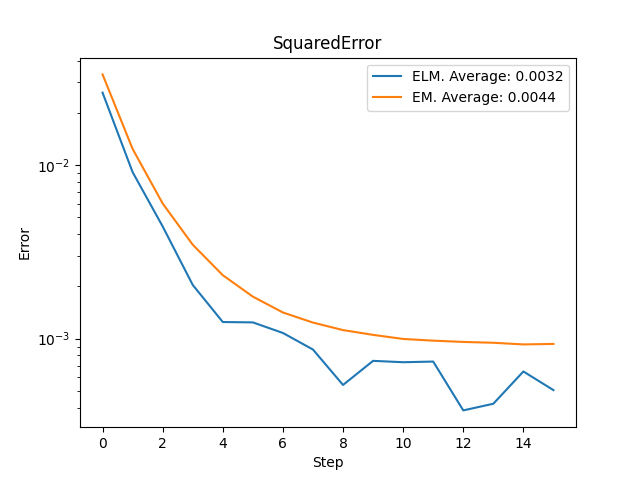 SquaredError
ELM. Average: 0.0032
EM. Average: 0.0044
Error
10⁻²
10⁻³
0 2 4 6 8 10 12 14
Step